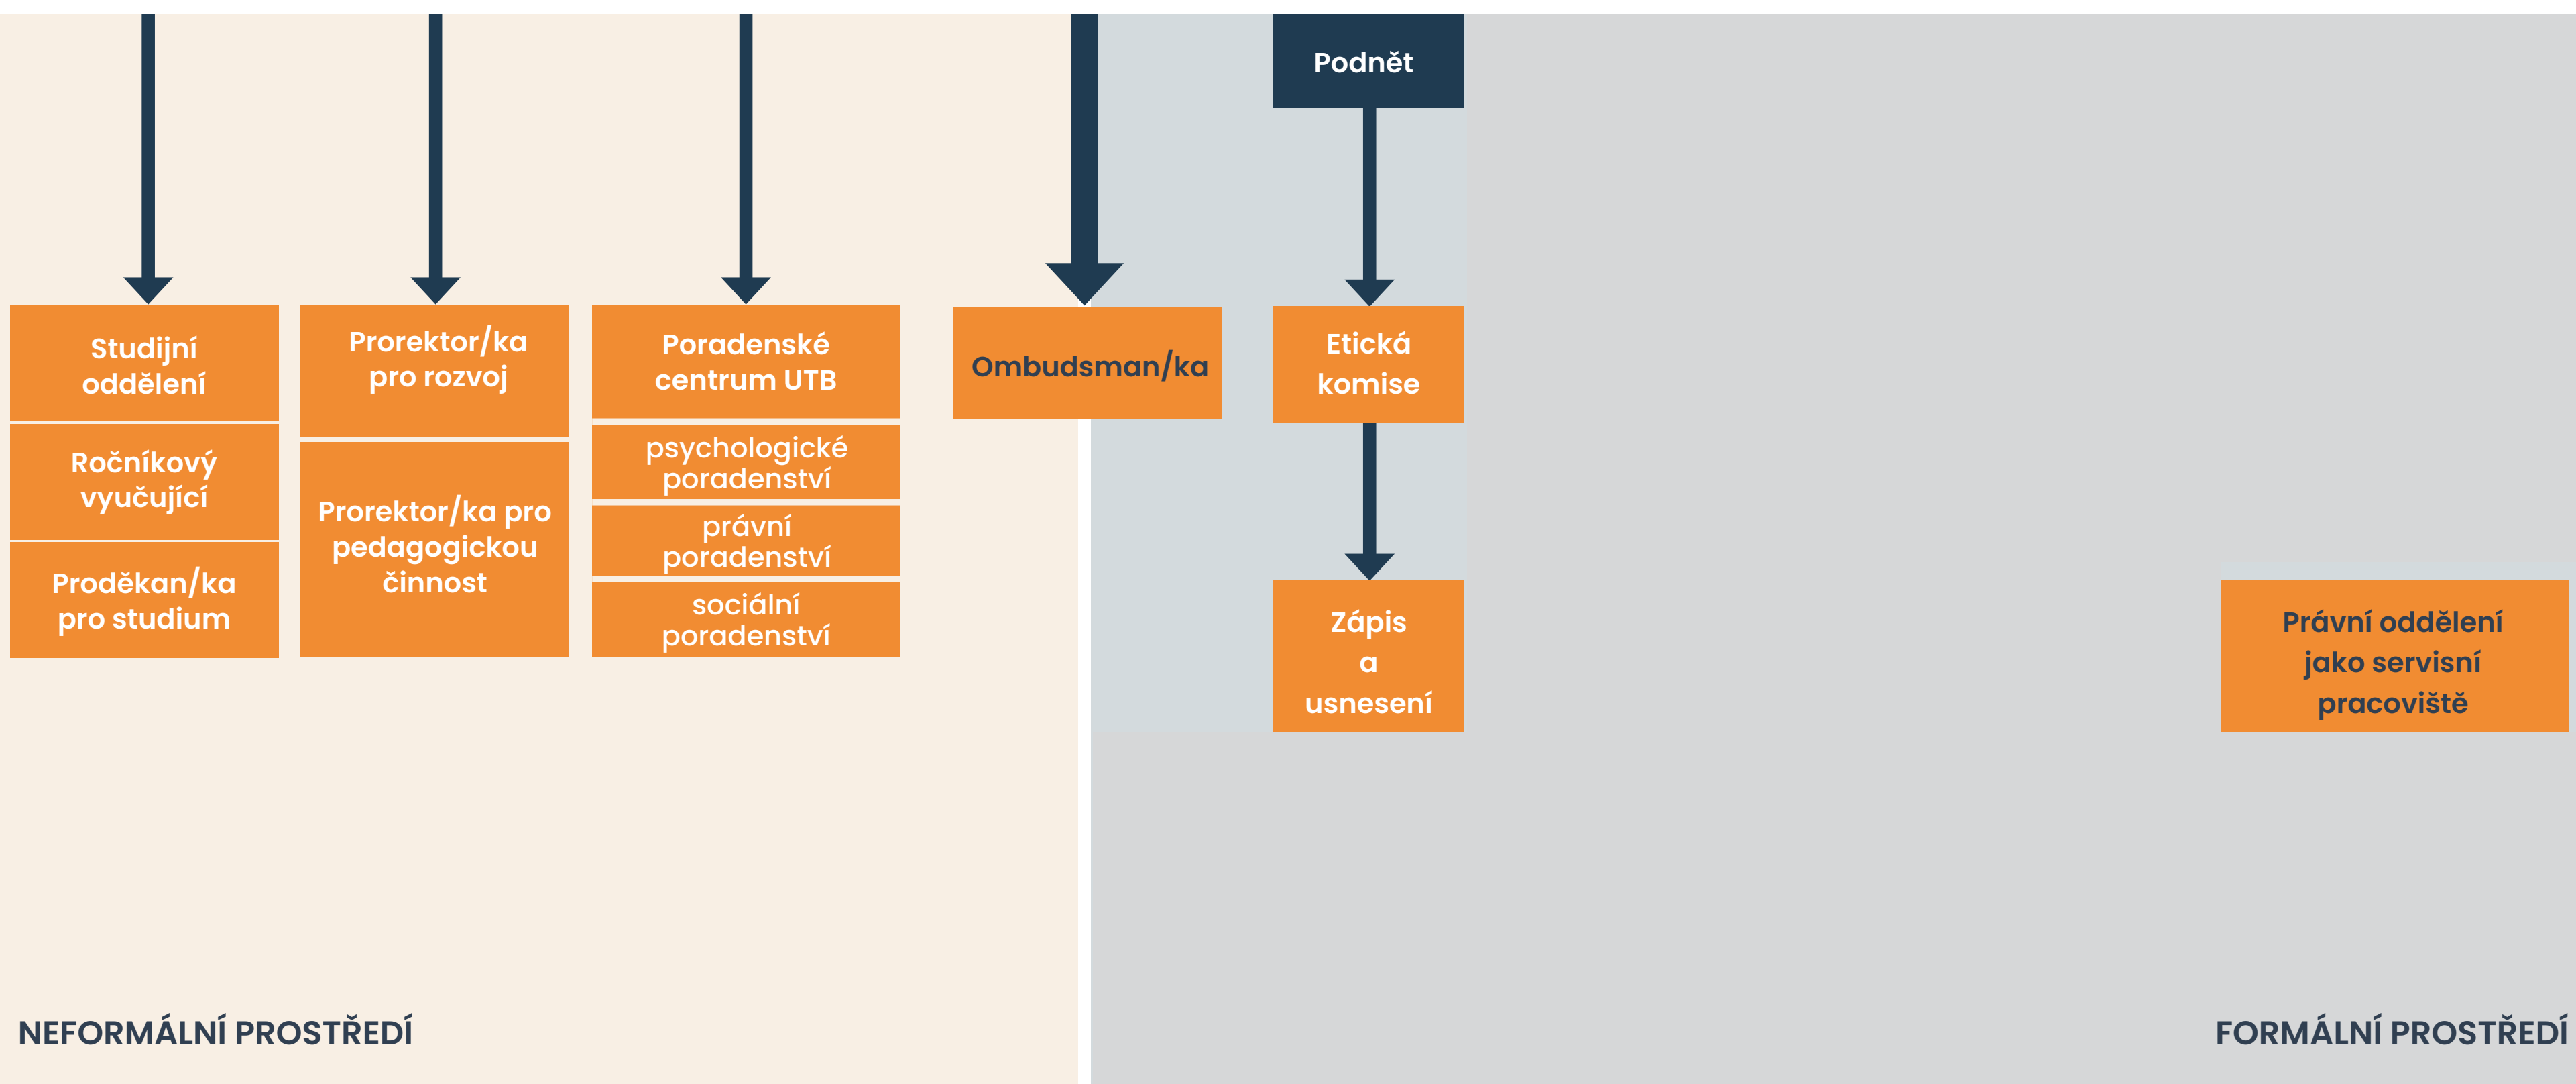 Podnět
Studijní
oddělení
Ročníkový
vyučující
Proděkan/ka
pro studium
Prorektor/ka
pro rozvoj
Prorektor/ka pro
pedagogickou
činnost
Poradenské
centrum UTB
psychologické
poradenství
právní
poradenství
sociální
poradenství
Ombudsman/ka
Etická
komise
Zápis
a
usnesení
Právní oddělení
jako servisní
pracoviště
NEFORMÁLNÍ PROSTŘEDÍ
FORMÁLNÍ PROSTŘEDÍ